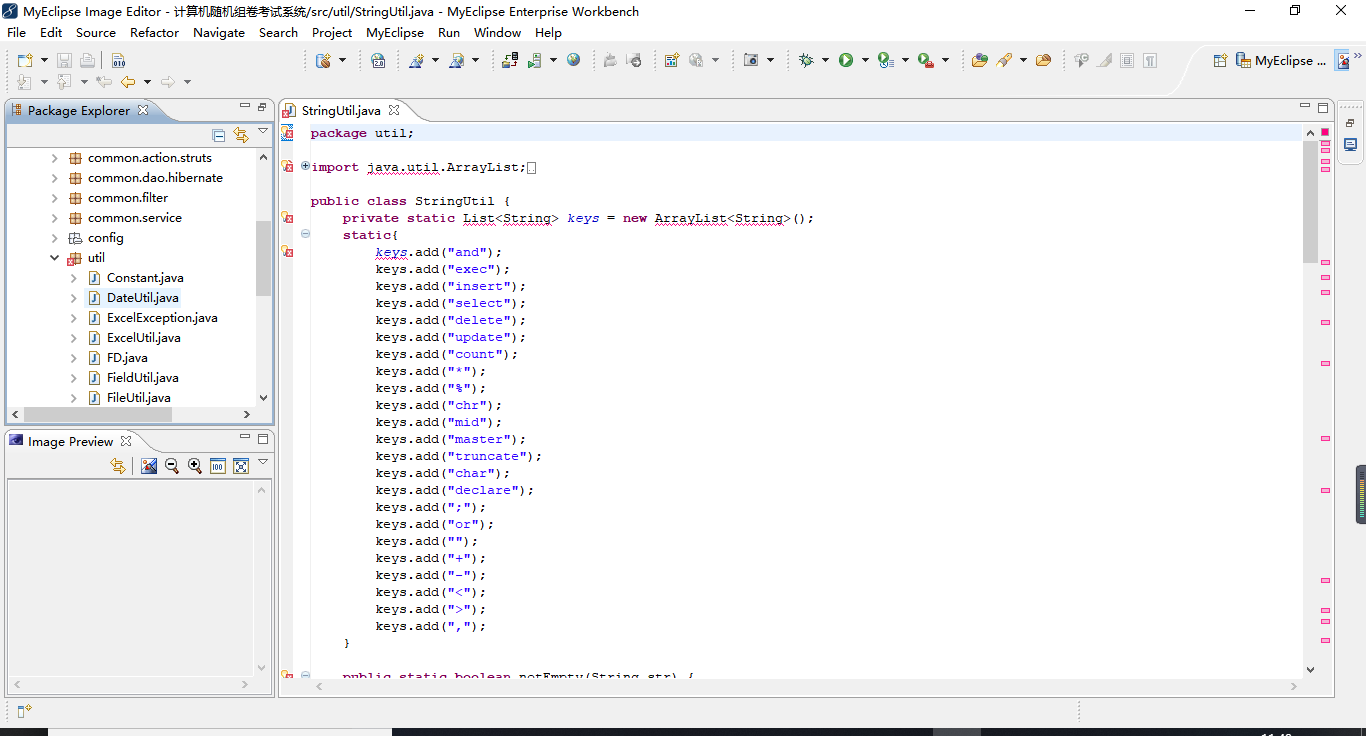 MyEclipse Image Editor - 计算机随机组卷考试系统/src/util/StringUtil.java - MyEclipse Enterprise Workbench
File Edit Source Refactor Navigate Search Project MyEclipse Run Window Help
MyEclipse ...
Package Explorer
common.action.struts
common.dao.hibernate
common.filter
common.service
config
util
Constant.java
DateUtil.java
ExcelException.java
ExcelUtil.java
FD.java
FieldUtil.java
FileUtil.java
Image Preview
StringUtil.java
package util;
import java.util.ArrayList;
public class StringUtil {
private static List<String> keys = new ArrayList<String>();
static{
keys.add("and");
keys.add("exec");
keys.add("insert");
keys.add("select");
keys.add("delete");
keys.add("update");
keys.add("count");
keys.add("*");
keys.add("%");
keys.add("chr");
keys.add("mid");
keys.add("master");
keys.add("truncate");
keys.add("char");
keys.add("declare");
keys.add(";");
keys.add("or");
keys.add("");
keys.add("+");
keys.add("-");
keys.add("<");
keys.add(">");
keys.add(",");
}
public static boolean notEmpty(String str) {